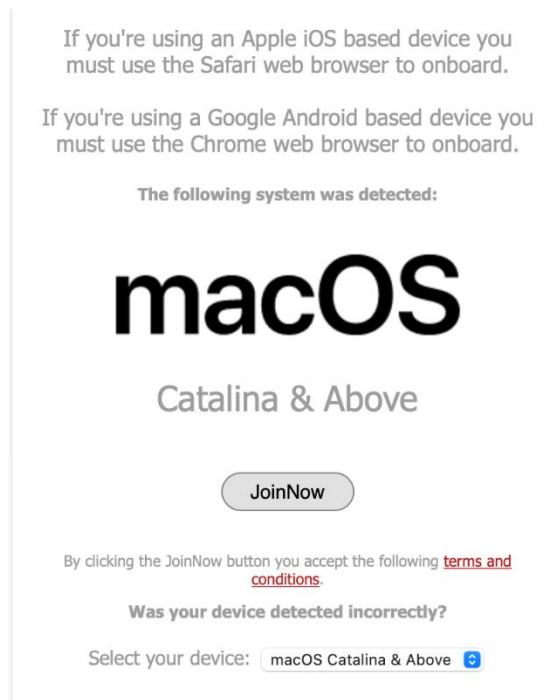 If you're using an Apple iOS based device you
must use the Safari web browser to onboard.
If you're using a Google Android based device you
must use the Chrome web browser to onboard.
The following system was detected:
macOS
Catalina & Above
JoinNow
By clicking the JoinNow button you accept the following terms and
conditions.
Was your device detected incorrectly?
Select your device: macOS Catalina & Above